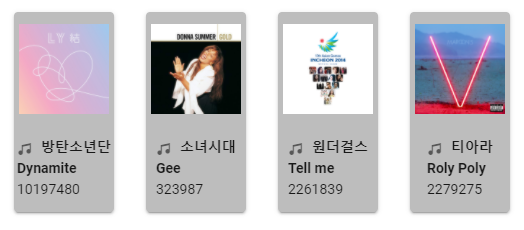 LY 結
방탄소년단
Dynamite
10197480
DONNA SUMMER GOLD
소녀시대
Gee
323987
INCHEON 2014
원더걸스
Tell me
2261839
티아라
Roly Poly
2279275